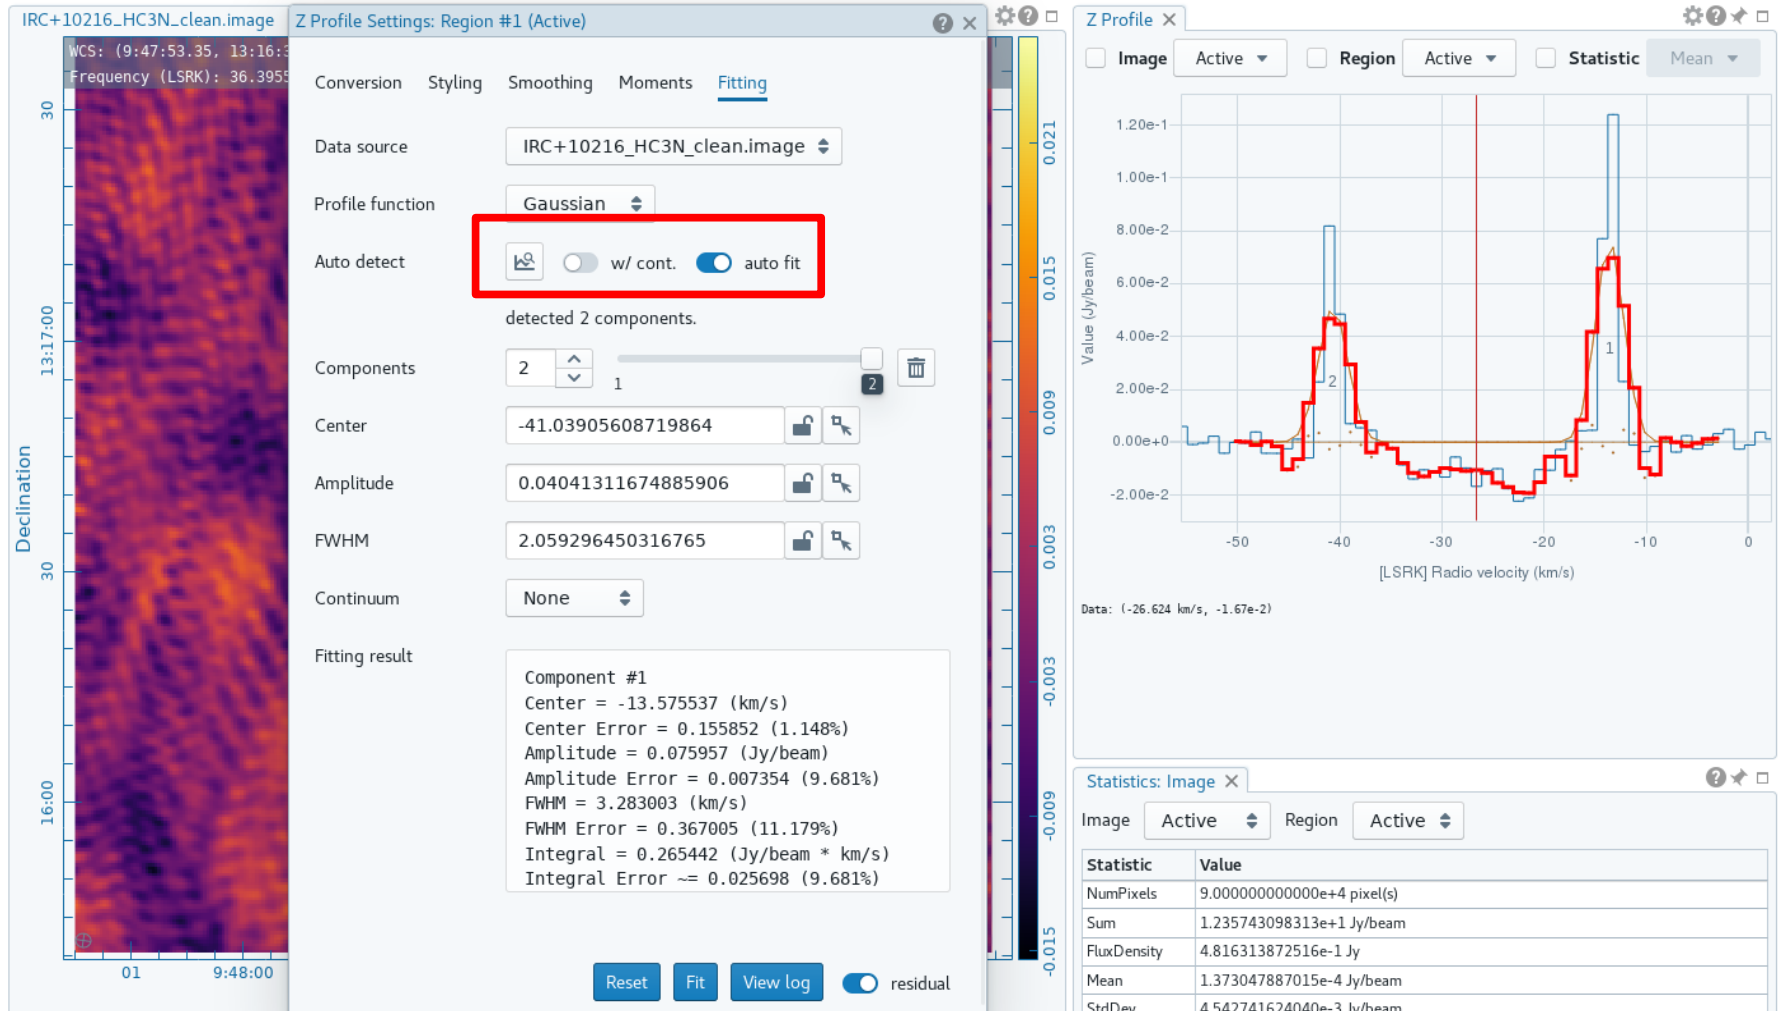 IRC+10216_HC3N_clean.image
WCS: (9:47:53.35, 13:16:3
Frequency (LSRK): 36.3955
30
13:17:00
30
16:00
Declination
01
9:48:00
Z Profile Settings: Region #1 (Active)
Conversion Styling Smoothing Moments Fitting
Data source IRC+10216_HC3N_clean.image
Profile function Gaussian
Auto detect w/ cont. auto fit
detected 2 components.
Components 2 1 2
Center -41.03905608719864
Amplitude 0.04041311674885906
FWHM 2.059296450316765
Continuum None
Fitting result
Component #1
Center = -13.575537 (km/s)
Center Error = 0.155852 (1.148%)
Amplitude = 0.075957 (Jy/beam)
Amplitude Error = 0.007354 (9.681%)
FWHM = 3.283003 (km/s)
FWHM Error = 0.367005 (11.179%)
Integral = 0.265442 (Jy/beam * km/s)
Integral Error ~= 0.025698 (9.681%)
Reset Fit View log residual
0.021
0.015
0.009
0.003
-0.003
-0.009
-0.015
Z Profile
Image Active Region Active Statistic Mean
1.20e-1
1.00e-1
8.00e-2
6.00e-2
4.00e-2
2.00e-2
0.00e+0
-2.00e-2
Value (Jy/beam)
1
2
-50 -40 -30 -20 -10 0
[LSRK] Radio velocity (km/s)
Data: (-26.624 km/s, -1.67e-2)
Statistics: Image
Image Active Region Active
Statistic Value
NumPixels 9.000000000000e+4 pixel(s)
Sum 1.235743098313e+1 Jy/beam
FluxDensity 4.816313872516e-1 Jy
Mean 1.373047887015e-4 Jy/beam
StdDev 4.542741624040e-3 Jy/beam